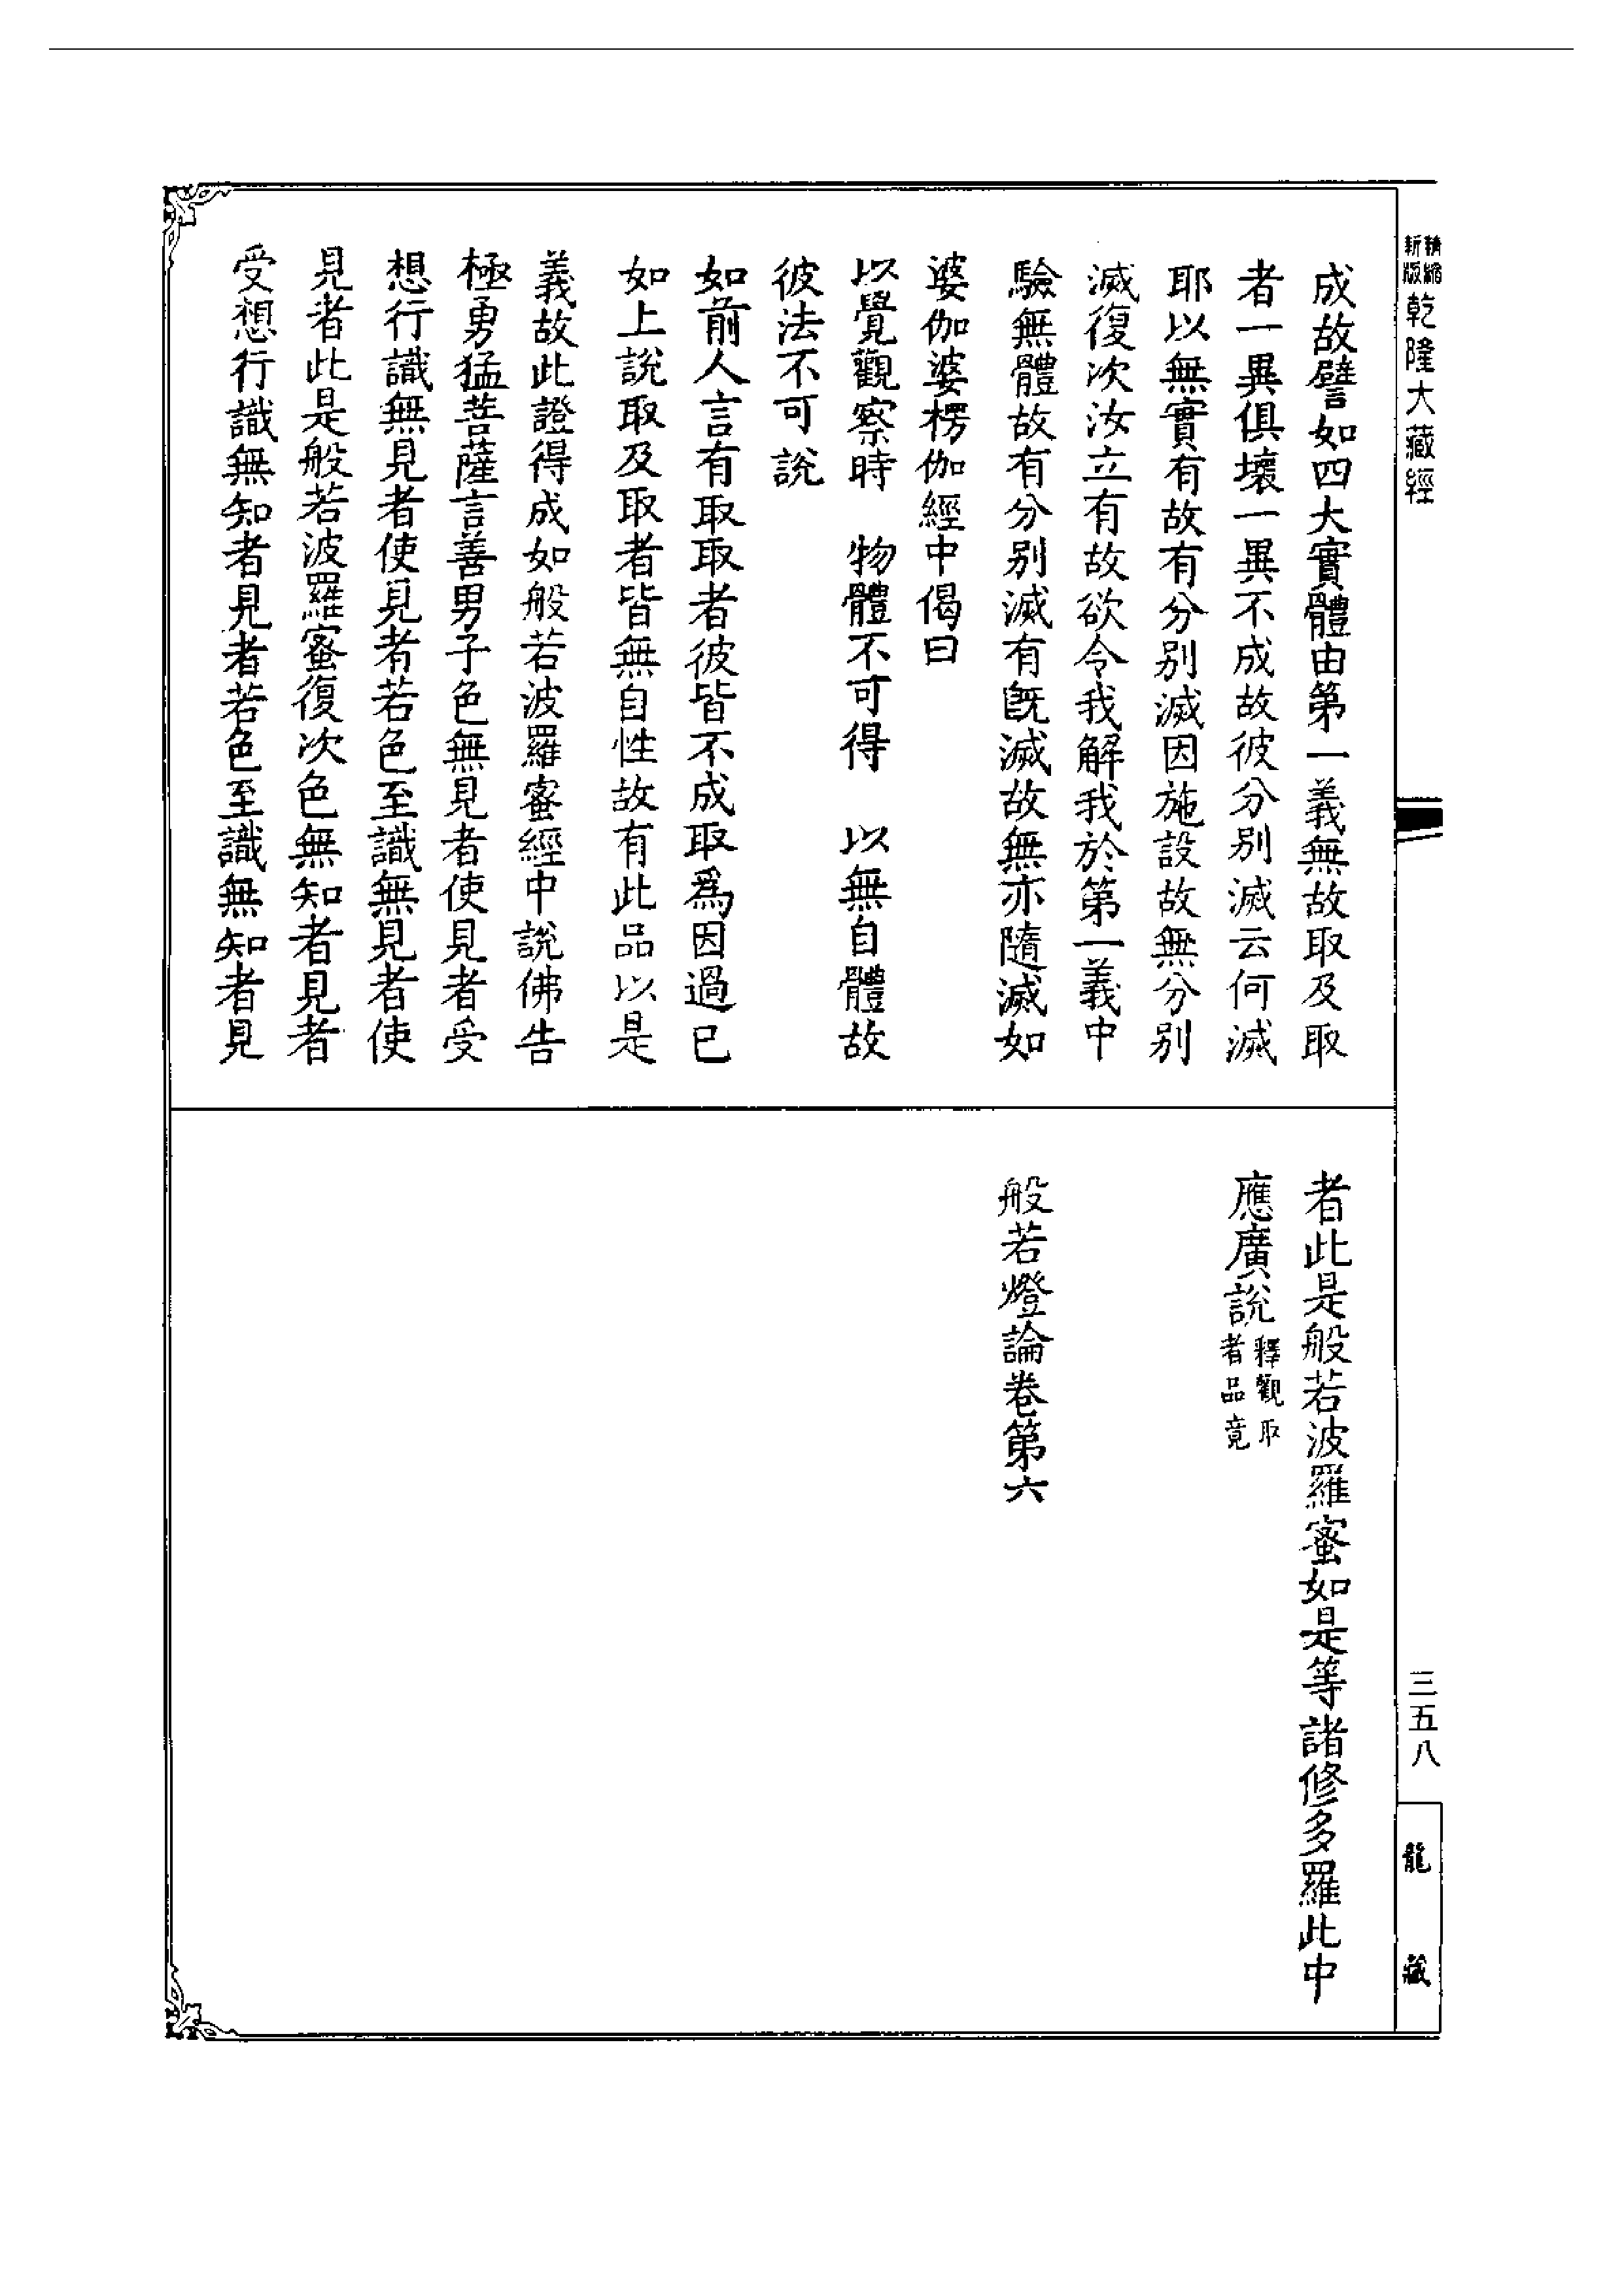 精縮新版乾隆大藏經
成故譬如四大實體由第一義無故取及取
者一異俱壞一異不成故彼分别滅云何滅
耶以無實有故有分别滅因施設故無分别
滅復次汝立有故欲令我解我於第一義中
驗無體故有分别滅有旣滅故無亦隨滅如
婆伽婆楞伽經中偈曰
以覺觀察時　物體不可得　以無自體故
彼法不可說
如前人言有取取者彼皆不成取爲因過已
如上說取及取者皆無自性故有此品以是
義故此證得成如般若波羅蜜經中說佛告
極勇猛菩薩言善男子色無見者使見者受
想行識無見者使見者若色至識無見者使
見者此是般若波羅蜜復次色無知者見者
受想行識無知者見者若色至識無知者見
者此是般若波羅蜜如是等諸修多羅此中
應廣說釋觀取者品竟
般若燈論卷第六
三五八
龍藏